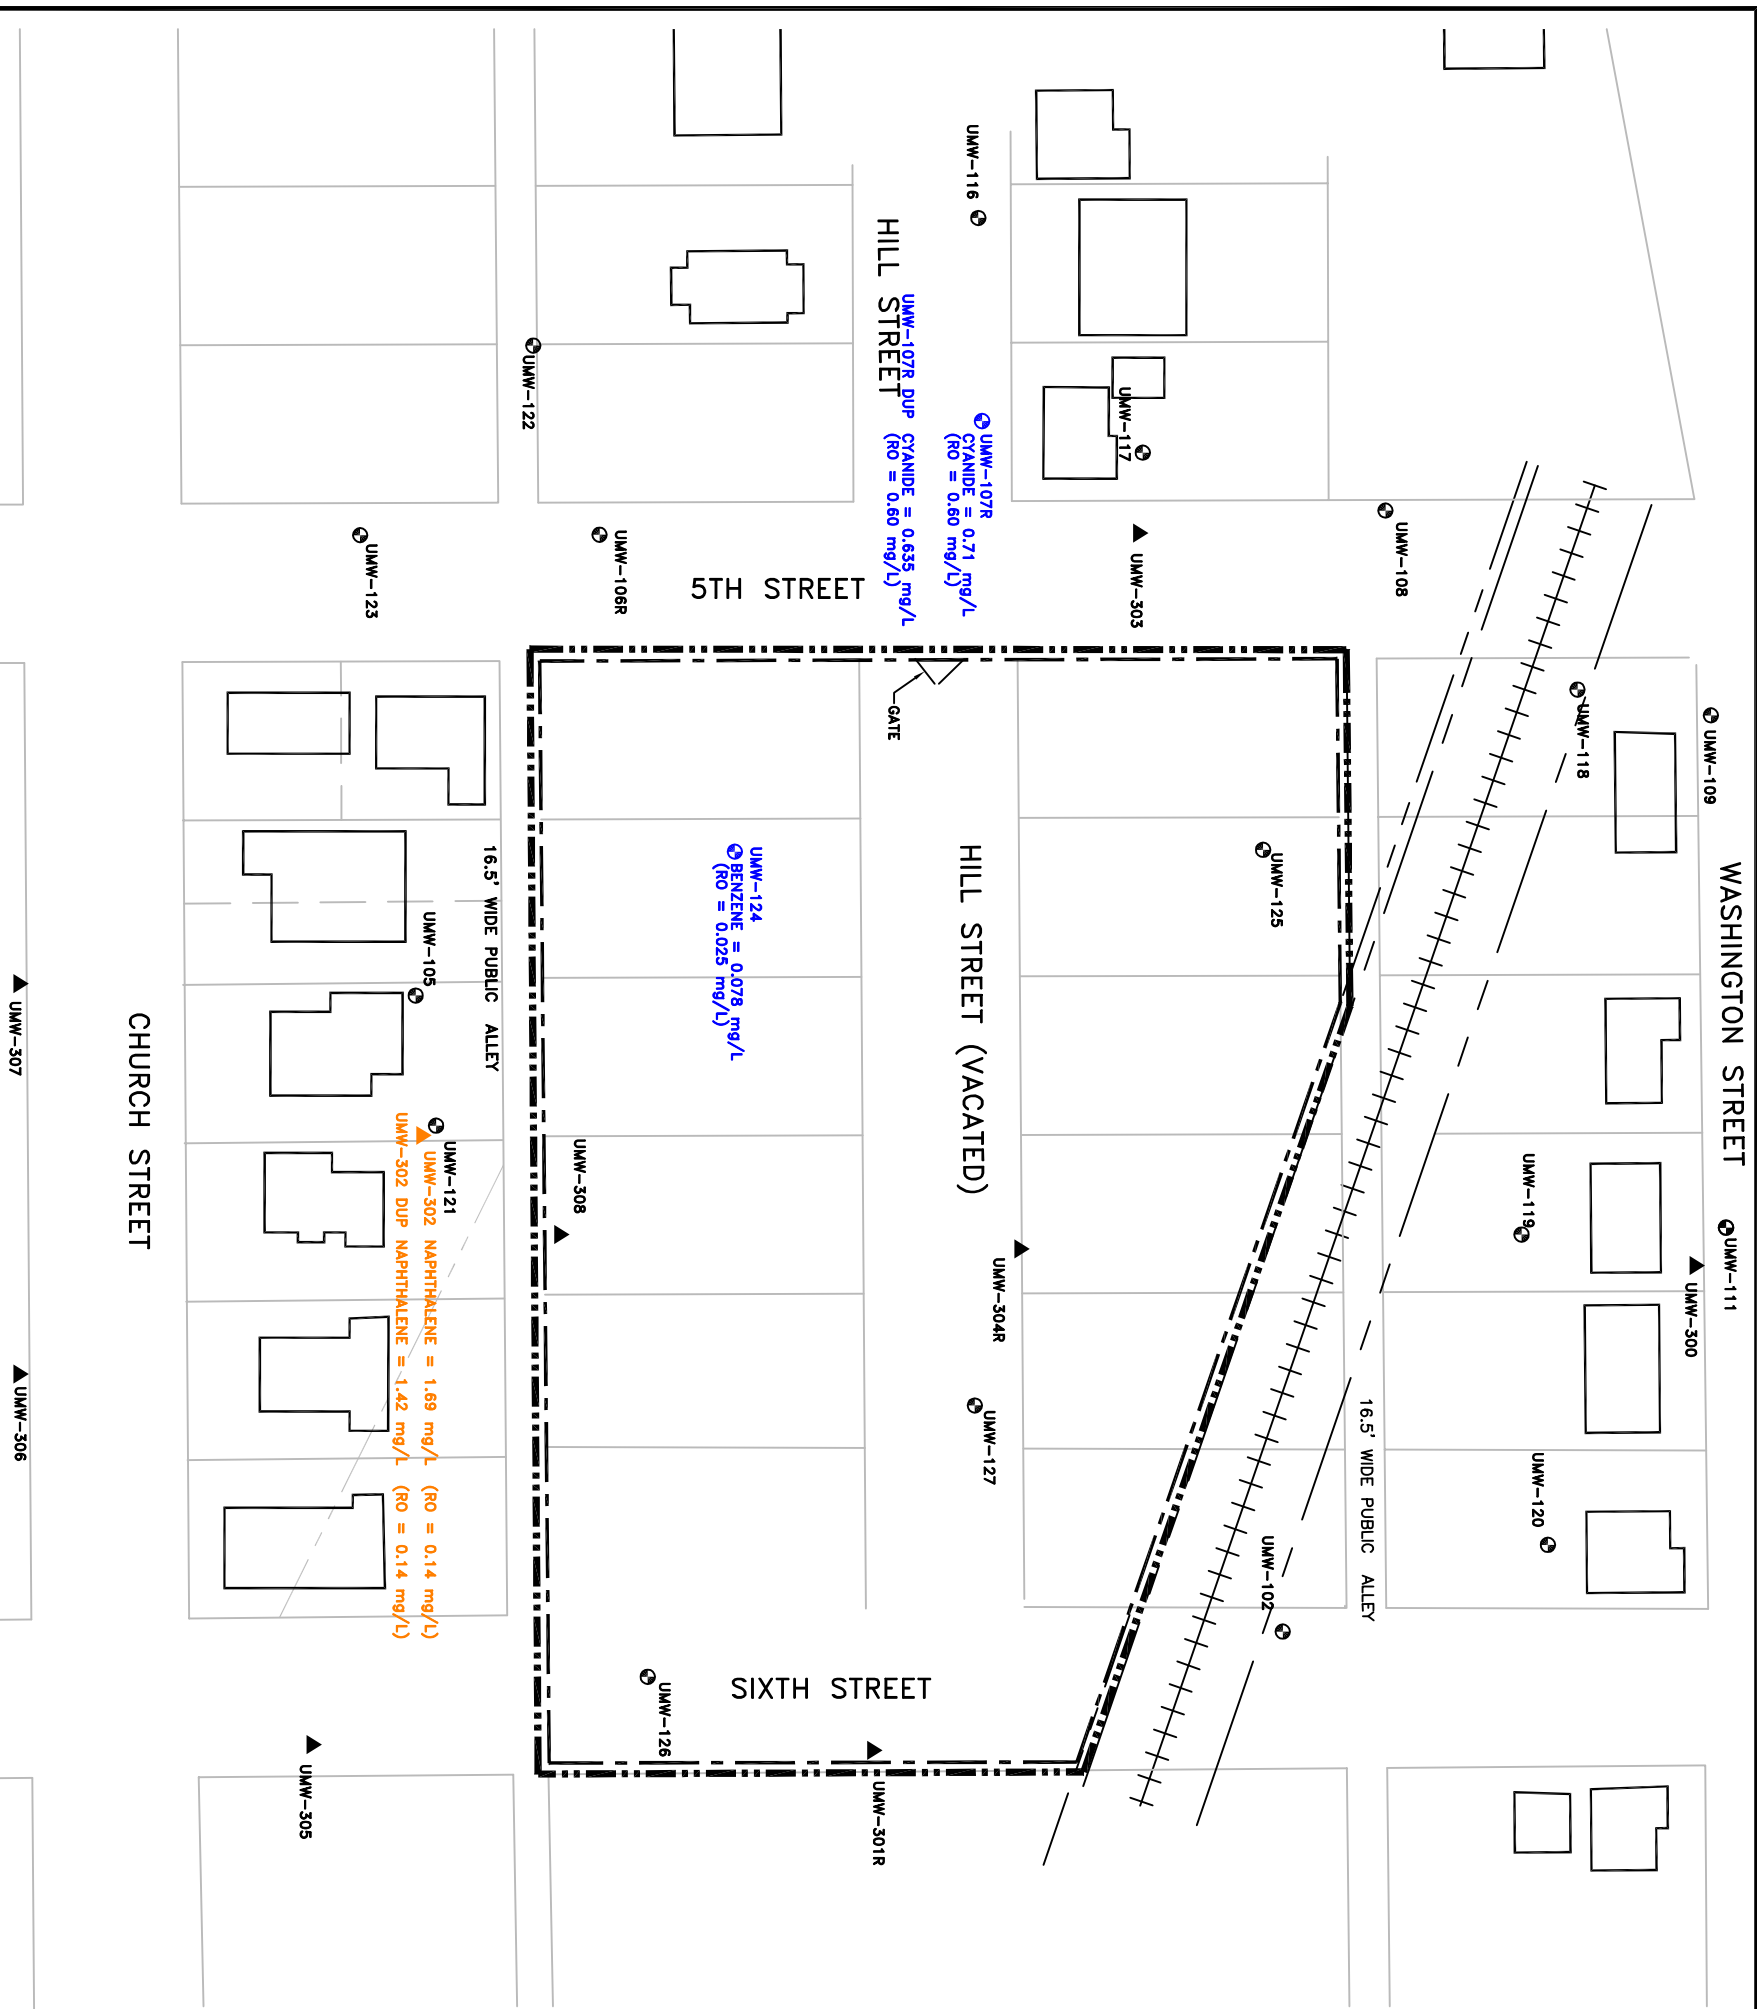 UMW-116
HILL STREET
UMW-107R DUP CYANIDE = 0.635 mg/L
(RO = 0.60 mg/L)
UMW-107R
CYANIDE = 0.71 mg/L
(RO = 0.60 mg/L)
UMW-117
UMW-122
UMW-123
UMW-106R
5TH STREET
UMW-303
UMW-108
GATE
UMW-118
UMW-109
WASHINGTON STREET
UMW-125
HILL STREET (VACATED)
UMW-124
BENZENE = 0.078 mg/L
(RO = 0.025 mg/L)
16.5' WIDE PUBLIC ALLEY
UMW-105
UMW-307
CHURCH STREET
UMW-121
UMW-302 NAPHTHALENE = 1.69 mg/L (RO = 0.14 mg/L)
UMW-302 DUP NAPHTHALENE = 1.42 mg/L (RO = 0.14 mg/L)
UMW-308
UMW-304R
UMW-119
UMW-111
UMW-300
UMW-306
UMW-127
16.5' WIDE PUBLIC ALLEY
UMW-120
UMW-102
SIXTH STREET
UMW-126
UMW-305
UMW-301R